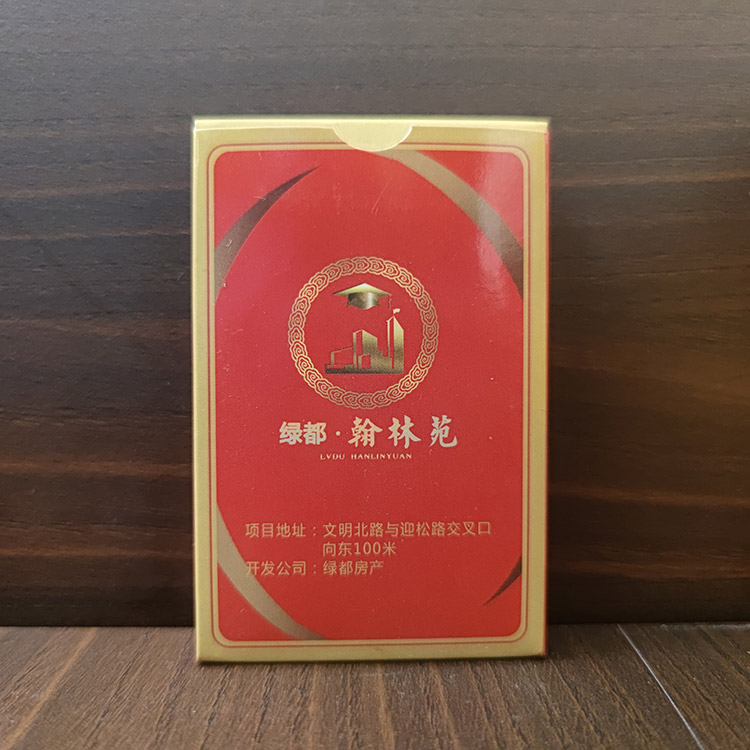 绿都·翰林苑
LVDU HANLINYUAN
项目地址：文明北路与迎松路交叉口
向东100米
开发公司：绿都房产